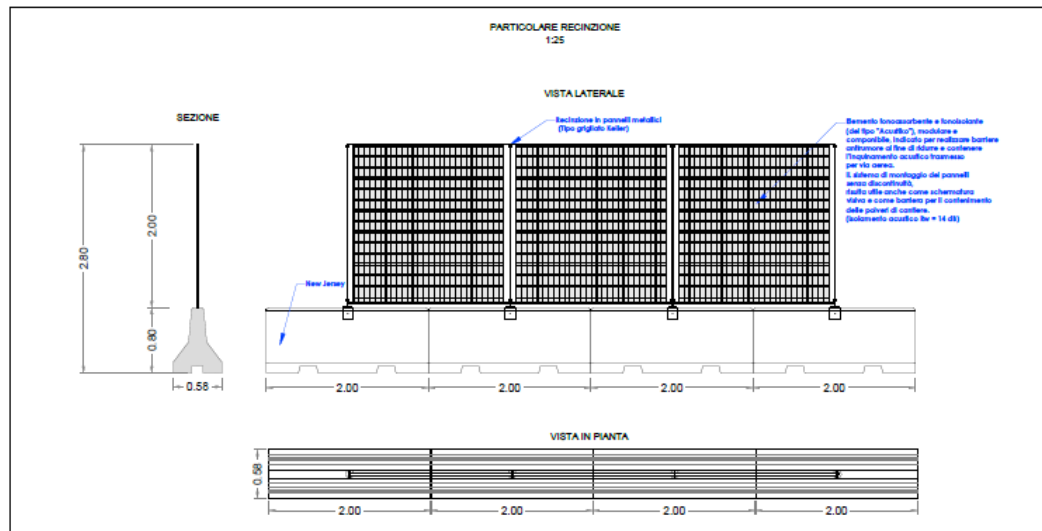 PARTICOLARE RECINZIONE
1:25
VISTA LATERALE
SEZIONE
Recinzione in pannelli metallici
(Tipo grigliato Keller)
Elemento fonoassorbente e fonoisolante
(del tipo "Acustiko"), modulare e
componibile, indicato per realizzare barriere
antirumore al fine di ridurre e contenere
l'inquinamento acustico trasmesso
per via aerea.
IL sistema di montaggio dei pannelli
senza discontinuità,
risulta utile anche come schermatura
visiva e come barriera per il contenimento
delle polveri di cantiere.
(isolamento acustico Rw = 14 dB)
2.80
2.00
0.80
0.58
New Jersey
2.00
2.00
2.00
2.00
VISTA IN PIANTA
0.58
2.00
2.00
2.00
2.00